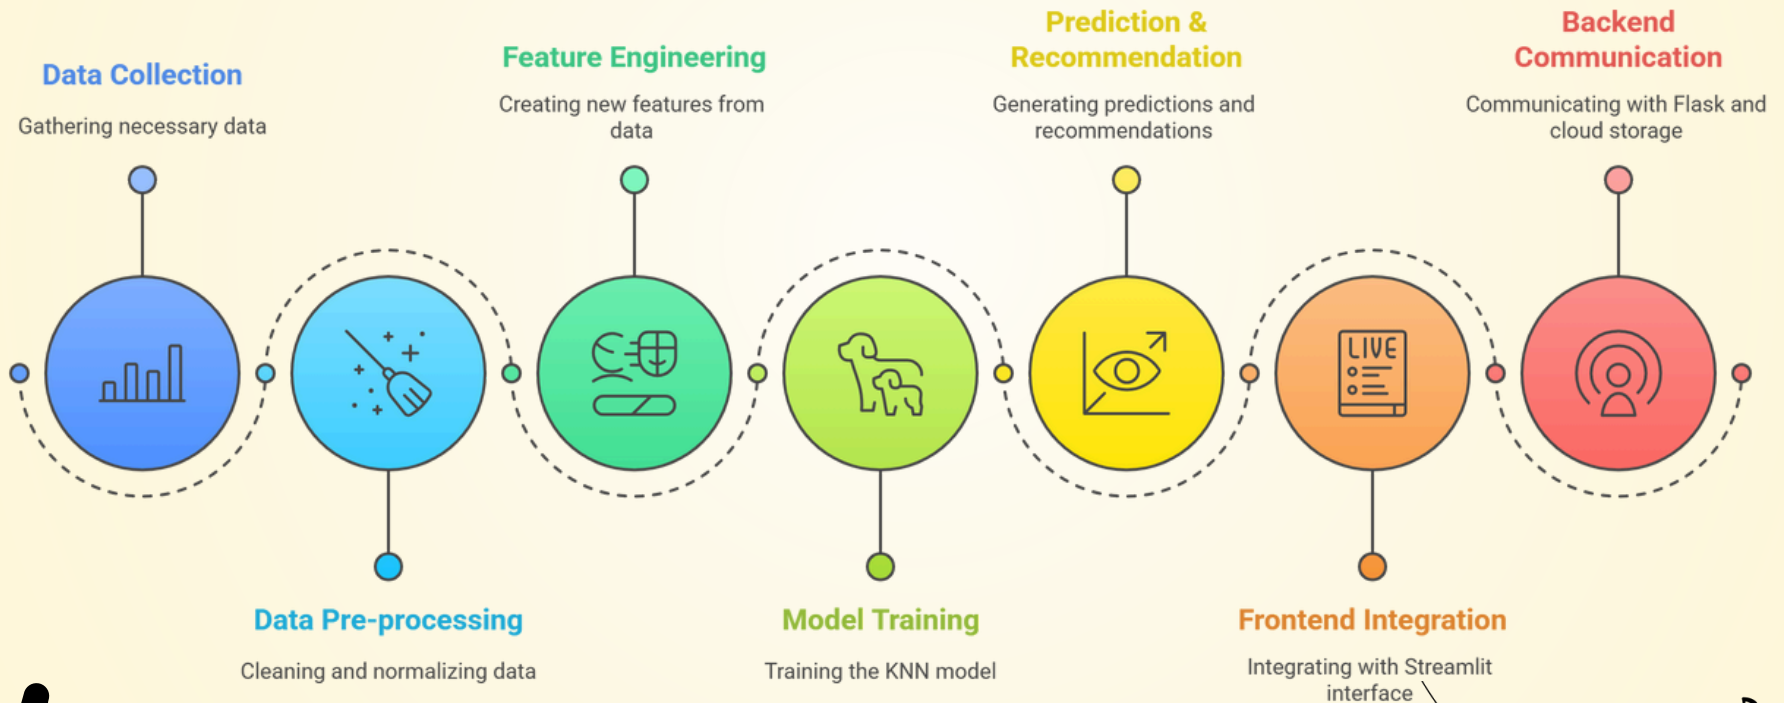 Data Collection
Gathering necessary data
Feature Engineering
Creating new features from
data
Prediction &
Recommendation
Generating predictions and
recommendations
Backend
Communication
Communicating with Flask and
cloud storage
LIVE
Data Pre-processing
Cleaning and normalizing data
Model Training
Training the KNN model
Frontend Integration
Integrating with Streamlit
interface